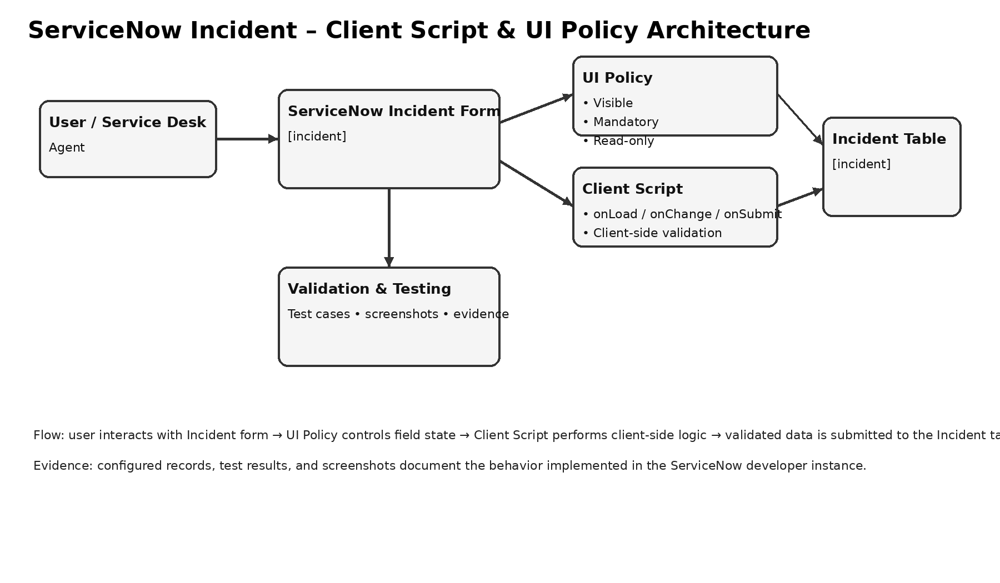 ServiceNow Incident – Client Script & UI Policy Architecture
User / Service Desk
Agent
ServiceNow Incident Form
[incident]
UI Policy
• Visible
• Mandatory
• Read-only
Client Script
• onLoad / onChange / onSubmit
• Client-side validation
Incident Table
[incident]
Validation & Testing
Test cases • screenshots • evidence
Flow: user interacts with Incident form → UI Policy controls field state → Client Script performs client-side logic → validated data is submitted to the Incident
Evidence: configured records, test results, and screenshots document the behavior implemented in the ServiceNow developer instance.